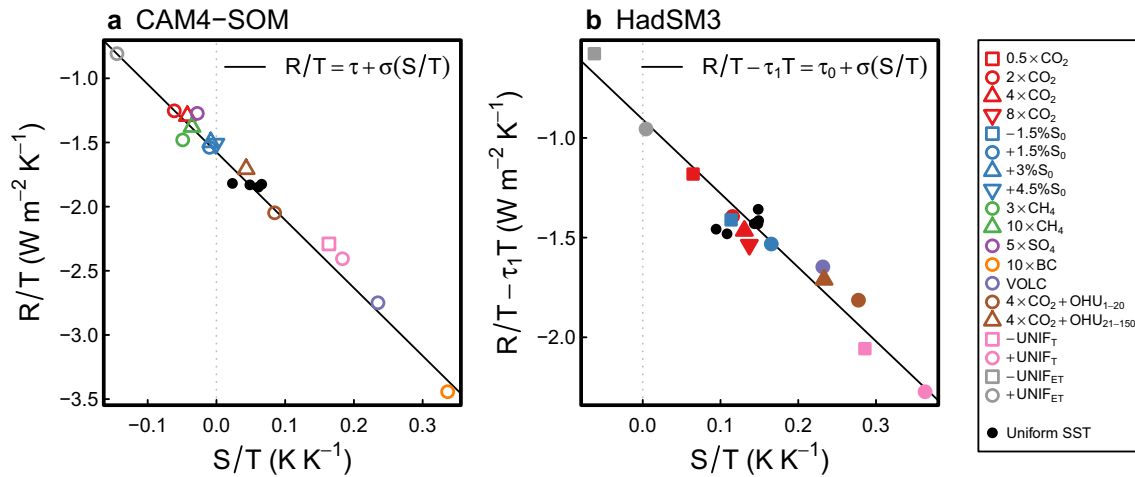 a CAM4−SOM
R/T = τ + σ(S/T)
R/T (W m⁻² K⁻¹)
−1.0
−1.5
−2.0
−2.5
−3.0
−3.5
−0.1 0.0 0.1 0.2 0.3
S/T (K K⁻¹)
b HadSM3
R/T − τ₁T = τ₀ + σ(S/T)
R/T − τ₁T (W m⁻² K⁻¹)
−1.0
−1.5
−2.0
0.0 0.1 0.2 0.3
S/T (K K⁻¹)
0.5×CO₂
2×CO₂
4×CO₂
8×CO₂
−1.5%S₀
+1.5%S₀
+3%S₀
+4.5%S₀
3×CH₄
10×CH₄
5×SO₄
10×BC
VOLC
4×CO₂+OHU₁₋₂₀
4×CO₂+OHU₂₁₋₁₅₀
−UNIF_T
+UNIF_T
−UNIF_ET
+UNIF_ET
Uniform SST